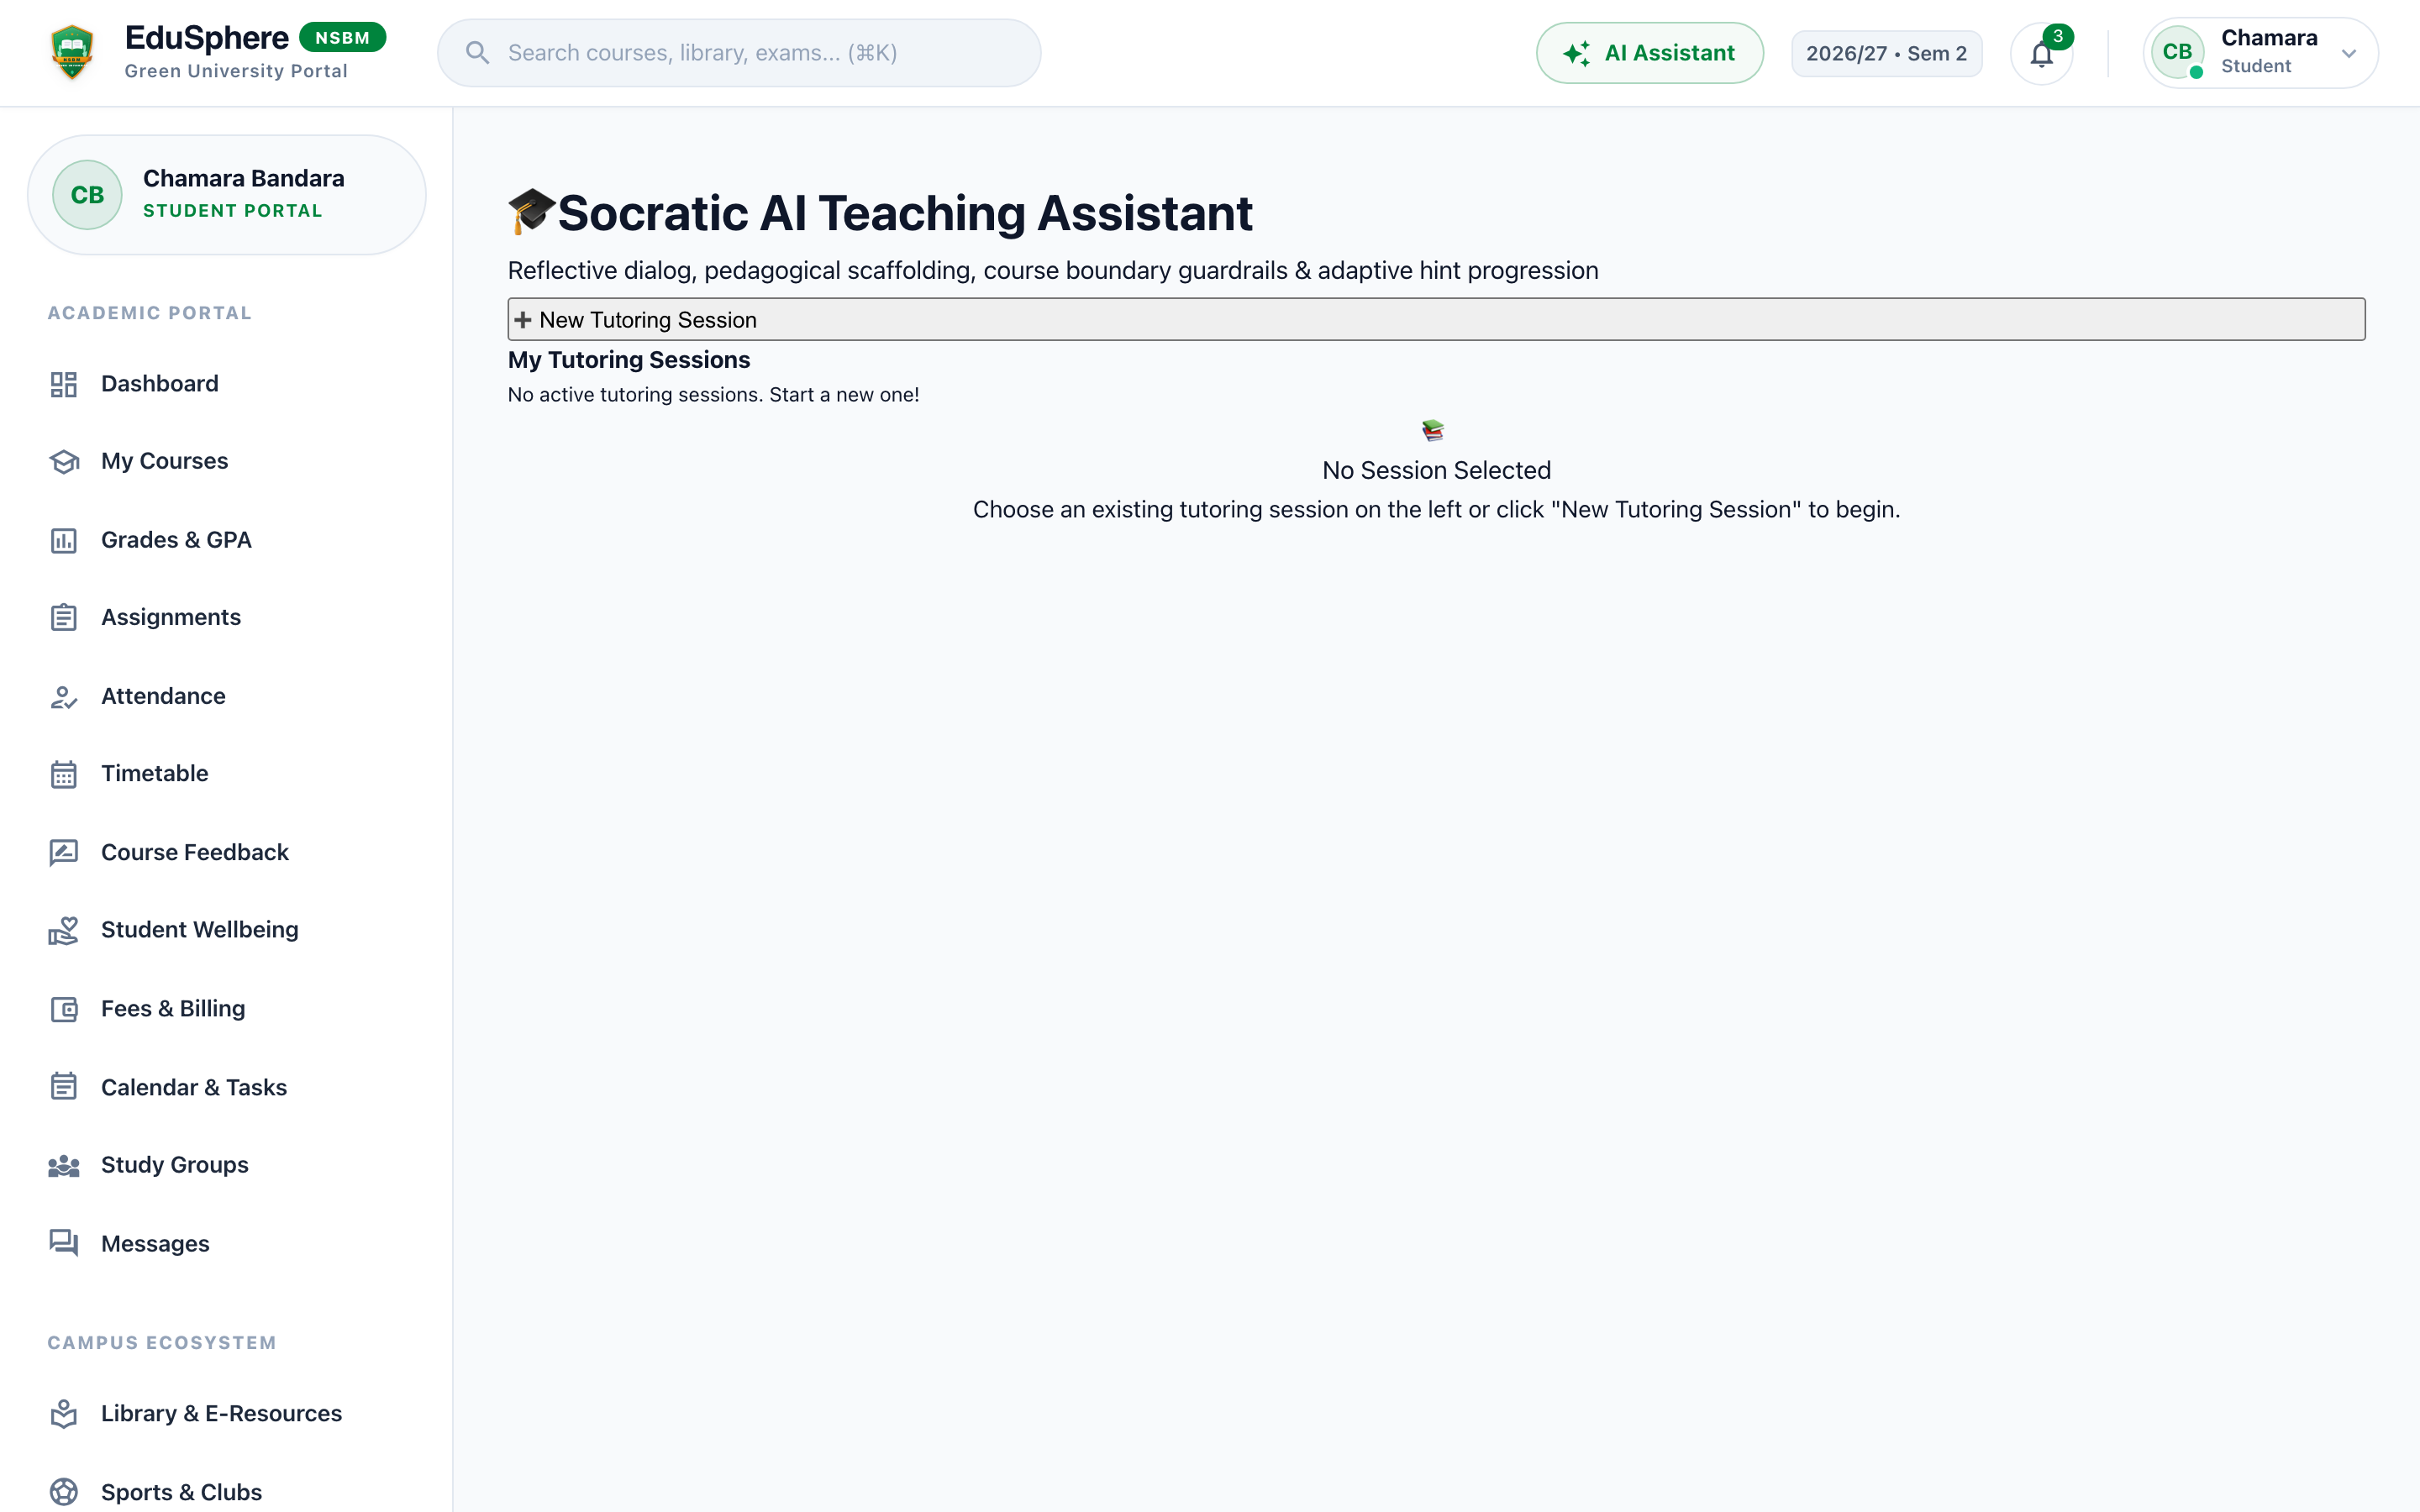 EduSphere NSBM
Green University Portal
Search courses, library, exams... (⌘K)
AI Assistant
2026/27 • Sem 2
3
CB
Chamara
Student
CB
Chamara Bandara
STUDENT PORTAL
ACADEMIC PORTAL
Dashboard
My Courses
Grades & GPA
Assignments
Attendance
Timetable
Course Feedback
Student Wellbeing
Fees & Billing
Calendar & Tasks
Study Groups
Messages
CAMPUS ECOSYSTEM
Library & E-Resources
Sports & Clubs
🎓Socratic AI Teaching Assistant
Reflective dialog, pedagogical scaffolding, course boundary guardrails & adaptive hint progression
➕ New Tutoring Session
My Tutoring Sessions
No active tutoring sessions. Start a new one!
📚
No Session Selected
Choose an existing tutoring session on the left or click "New Tutoring Session" to begin.